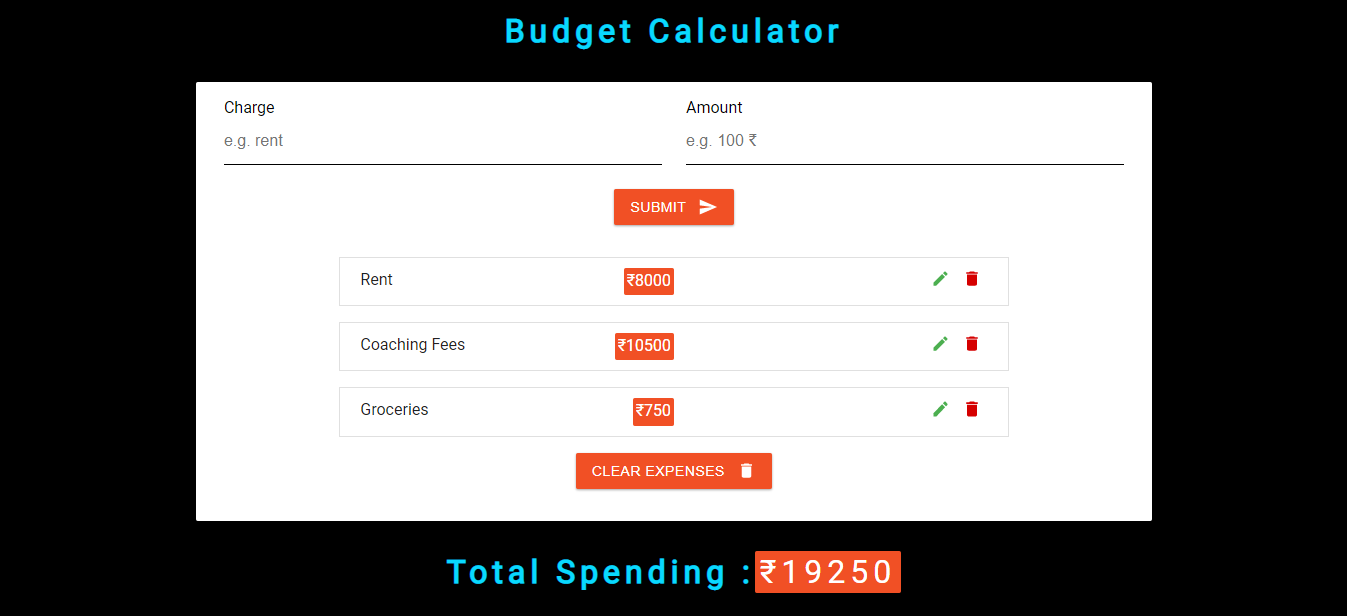 Budget Calculator
Charge Amount
e.g. rent e.g. 100 ₹
SUBMIT
Rent ₹8000
Coaching Fees ₹10500
Groceries ₹750
CLEAR EXPENSES
Total Spending : ₹19250